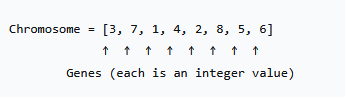 Chromosome = [3, 7, 1, 4, 2, 8, 5, 6]
↑ ↑ ↑ ↑ ↑ ↑ ↑ ↑
Genes (each is an integer value)